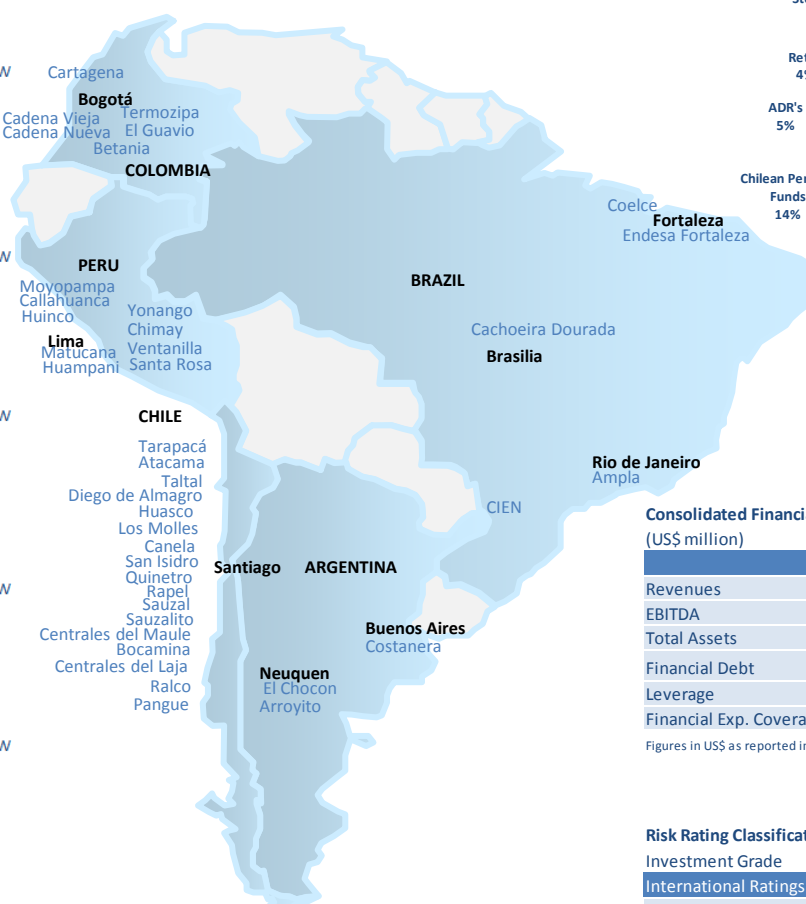 Cartagena
Bogotá
Cadena Vieja
Termozipa
Cadena Nueva
El Guavio
Betania
COLOMBIA
PERU
Moyopampa
Callahuanca
Huinco
Yonango
Chimay
Lima
Matucana
Ventanilla
Huampani
Santa Rosa
BRAZIL
Coelce
Fortaleza
Endesa Fortaleza
Cachoeira Dourada
Brasilia
Rio de Janeiro
Ampla
CIEN
CHILE
Tarapacá
Atacama
Taltal
Diego de Almagro
Huasco
Los Molles
Canela
San Isidro
Quinetro
Rapel
Sauzal
Sauzalito
Centrales del Maule
Bocamina
Centrales del Laja
Ralco
Pangue
Santiago
ARGENTINA
Buenos Aires
Costanera
Neuquen
El Chocon
Arroyito
4%
ADR's
5%
Chilean
Funds
14%
Consolidated
(US$ million)
Revenues
EBITDA
Total Assets
Financial Debt
Leverage
Financial Exp.
Figures in US$ as reported
Risk Rating
Investment Grade
International Ratings